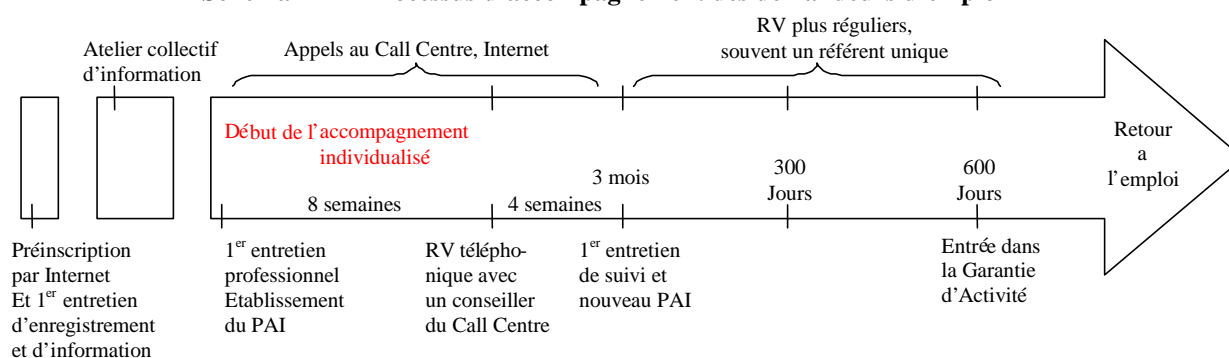 Atelier collectif
d'information
Appels au Call Centre, Internet
RV plus réguliers,
souvent un référent unique
Début de l'accompagnement
individualisé
8 semaines
4 semaines
3 mois
300
Jours
600
Jours
Retour
a
l'emploi
Préinscription
par Internet
Et 1er entretien
d'enregistrement
et d'information
1er entretien
professionnel
Etablissement
du PAI
RV télépho-
nique avec
un conseiller
du Call Centre
1er entretien
de suivi et
nouveau PAI
Entrée dans
la Garantie
d'Activité